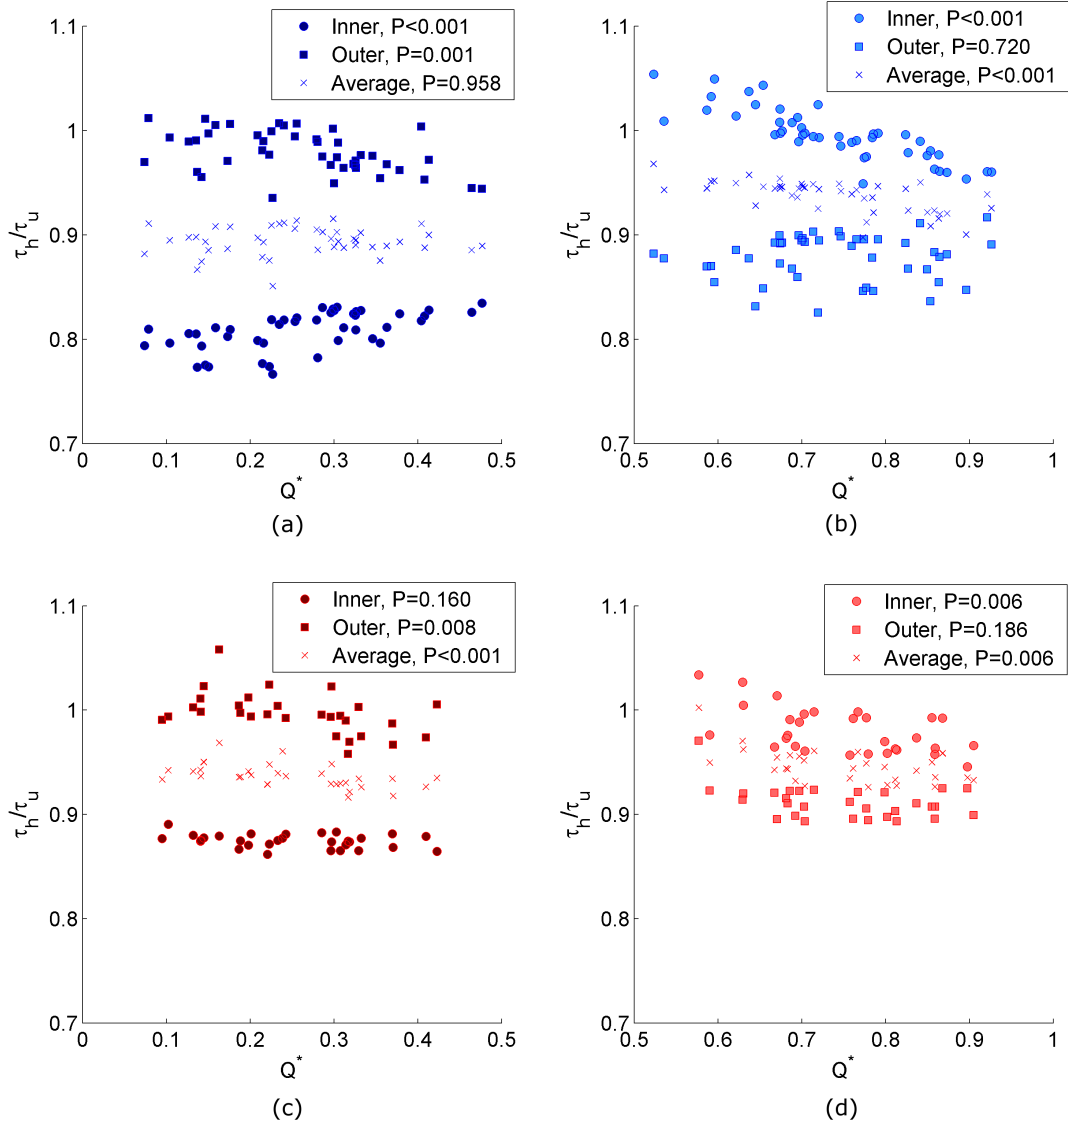 Inner, P<0.001
Outer, P=0.001
Average, P=0.958
1.1
1
0.9
0.8
0.7
τh/τu
0
0.1
0.2
0.3
0.4
0.5
Q*
(a)
Inner, P<0.001
Outer, P=0.720
Average, P<0.001
1.1
1
0.9
0.8
0.7
τh/τu
0.5
0.6
0.7
0.8
0.9
1
Q*
(b)
Inner, P=0.160
Outer, P=0.008
Average, P<0.001
1.1
1
0.9
0.8
0.7
τh/τu
0
0.1
0.2
0.3
0.4
0.5
Q*
(c)
Inner, P=0.006
Outer, P=0.186
Average, P=0.006
1.1
1
0.9
0.8
0.7
τh/τu
0.5
0.6
0.7
0.8
0.9
1
Q*
(d)